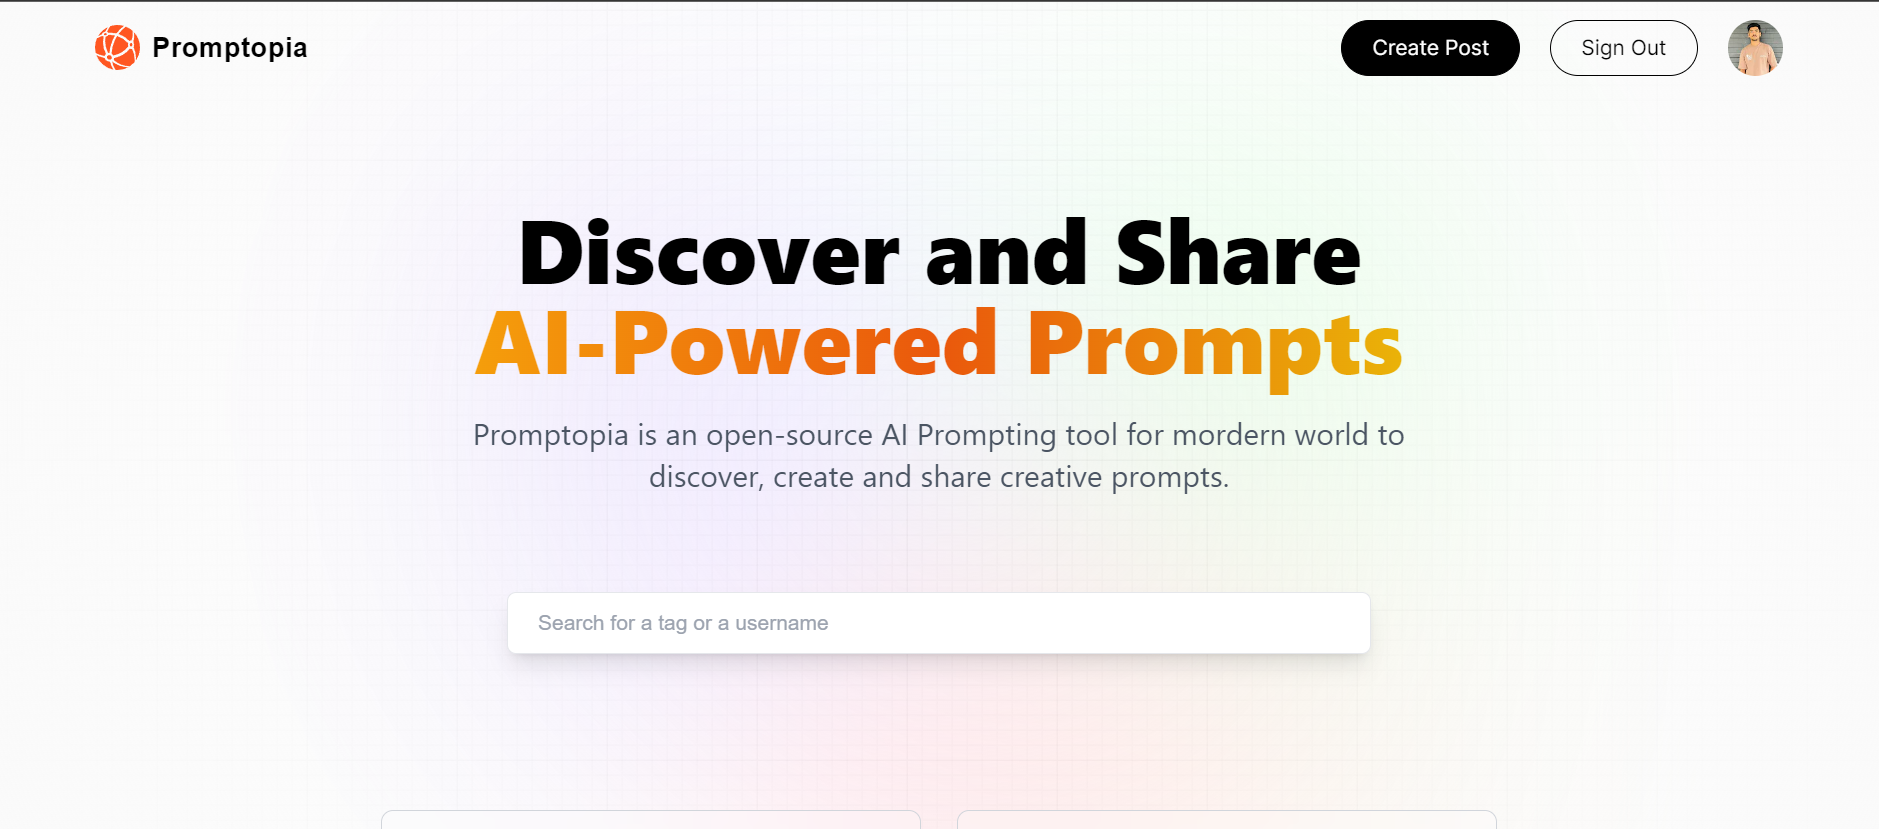 Promptopia
Create Post
Sign Out
Discover and Share
AI-Powered Prompts
Promptopia is an open-source AI Prompting tool for mordern world to
discover, create and share creative prompts.
Search for a tag or a username